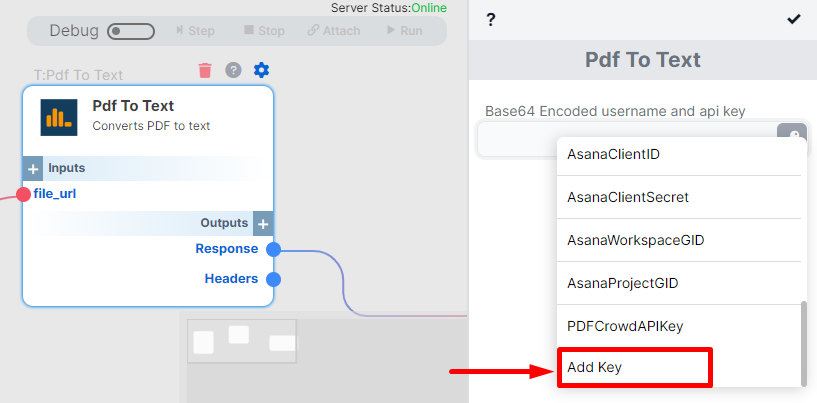 Server Status:Online
Debug
Step
Stop
Attach
Run
?
Pdf To Text
T:Pdf To Text
?
Pdf To Text
Converts PDF to text
+ Inputs
file_url
Outputs +
Response
Headers
Base64 Encoded username and api key
AsanaClientID
AsanaClientSecret
AsanaWorkspaceGID
AsanaProjectGID
PDFCrowdAPIKey
Add Key